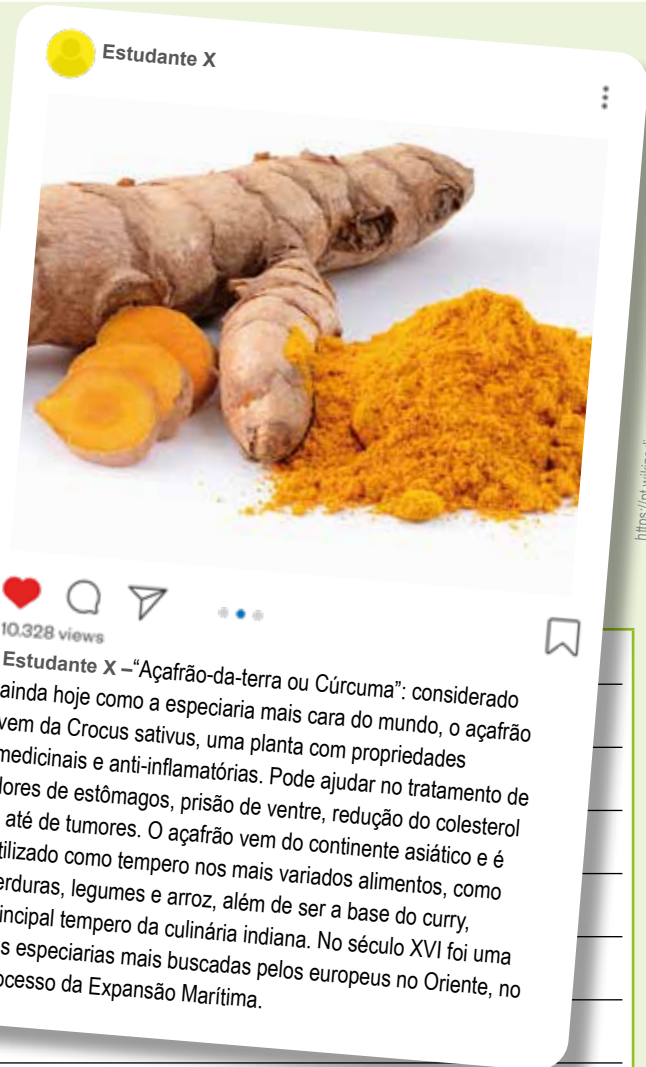 Estudante X
10.328 views
Estudante X –“Açafrão-da-terra ou Cúrcuma”: considerado
ainda hoje como a especiaria mais cara do mundo, o açafrão
vem da Crocus sativus, uma planta com propriedades
medicinais e anti-inflamatórias. Pode ajudar no tratamento de
dores de estômagos, prisão de ventre, redução do colesterol
até de tumores. O açafrão vem do continente asiático e é
tilizado como tempero nos mais variados alimentos, como
erduras, legumes e arroz, além de ser a base do curry,
incipal tempero da culinária indiana. No século XVI foi uma
s especiarias mais buscadas pelos europeus no Oriente, no
ocesso da Expansão Marítima.